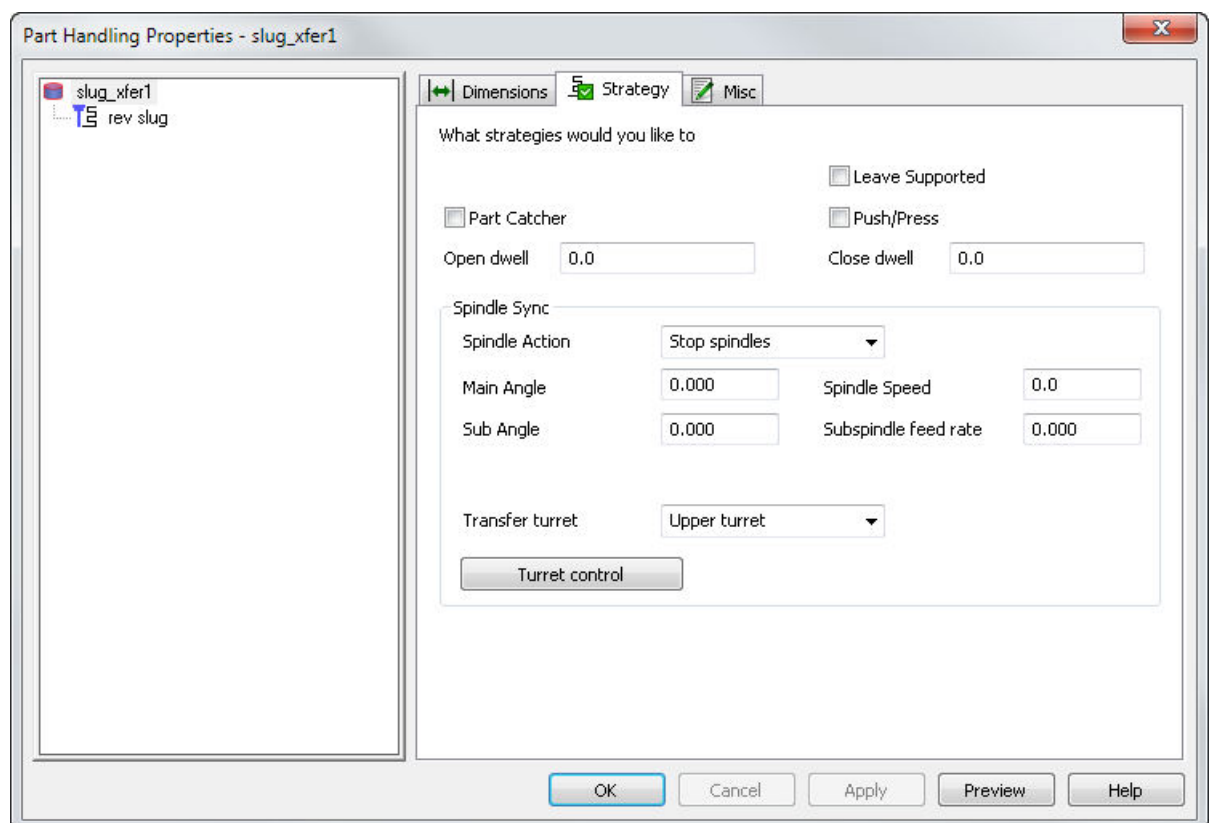 Part Handling Properties - slug_xfer1
slug_xfer1
rev slug
Dimensions Strategy Misc
What strategies would you like to
Leave Supported
Part Catcher Push/Press
Open dwell 0.0 Close dwell 0.0
Spindle Sync
Spindle Action Stop spindles
Main Angle 0.000 Spindle Speed 0.0
Sub Angle 0.000 Subspindle feed rate 0.000
Transfer turret Upper turret
Turret control
OK Cancel Apply Preview Help